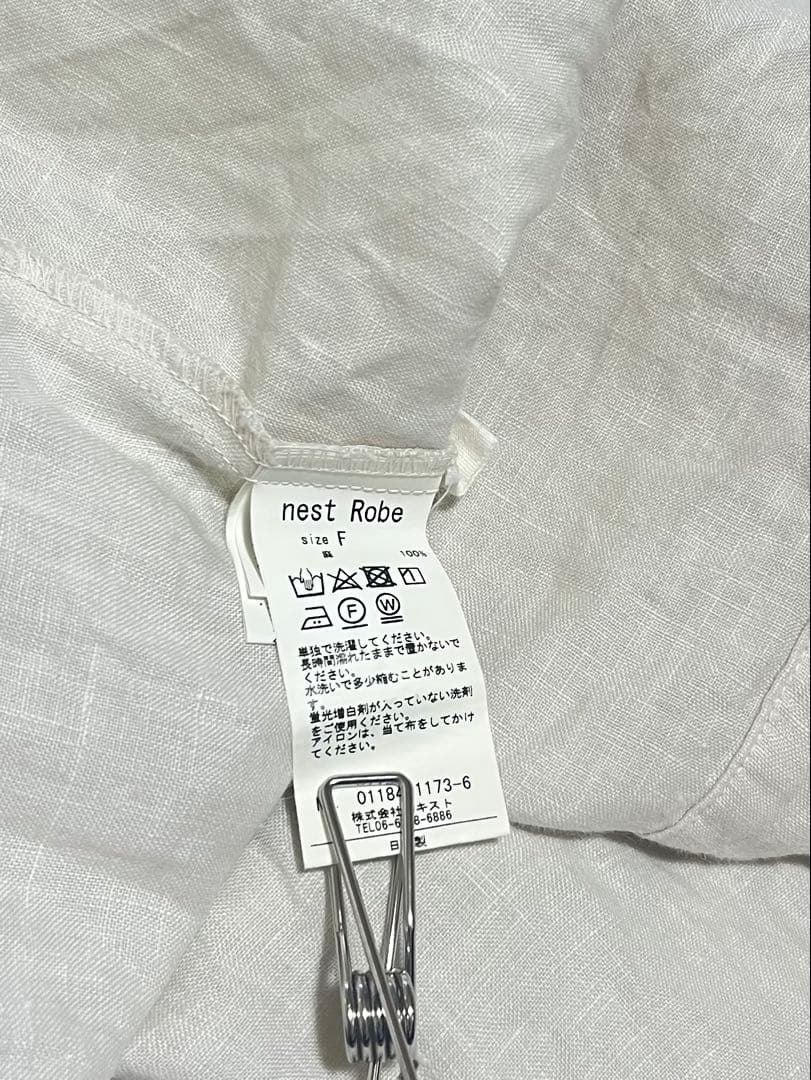 nest Robe
size F
麻 100%
F W
単独で洗濯してください。
長時間濡れたままで置かないで
ください。
水洗いで多少縮むことがありま
す。
蛍光増白剤が入っていない洗剤
をご使用ください。
アイロンは、当て布をしてかけ
てください。
0118 1173-6
株式会社 キスト
TEL06-6 8-6886
日 製